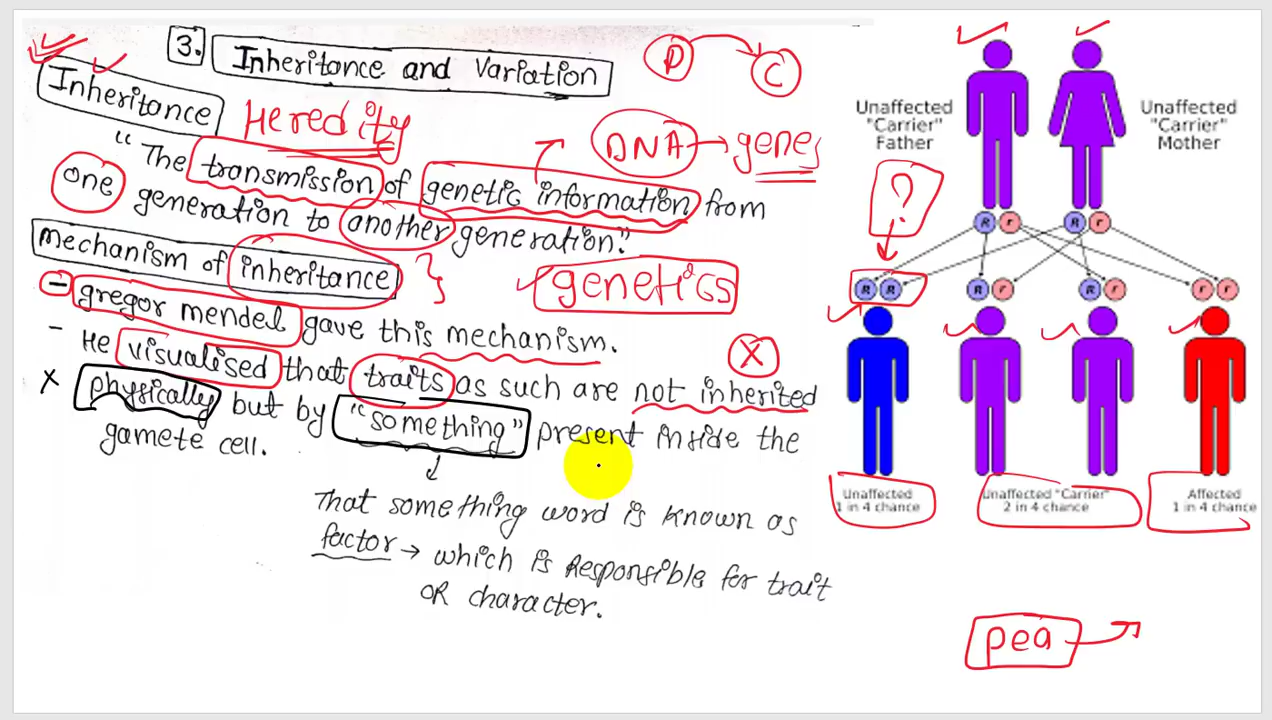 3. Inheritance and Variation
P → C
Inheritance
Heredity
DNA → genes
"The transmission of genetic information from
one generation to another generation."
mechanism of inheritance }
genetics
- gregor mendel gave this mechanism.
- He visualised that traits as such are not inherited
X
x physically but by "something" present inside the
gamete cell.
That something word is known as
factor → which is Responsible for trait
OR character.
Unaffected
"Carrier"
Father
Unaffected
"Carrier"
Mother
?
R r R r
R R R r R r r r
Unaffected
1 in 4 chance
Unaffected "Carrier"
2 in 4 chance
Affected
1 in 4 chance
pea →